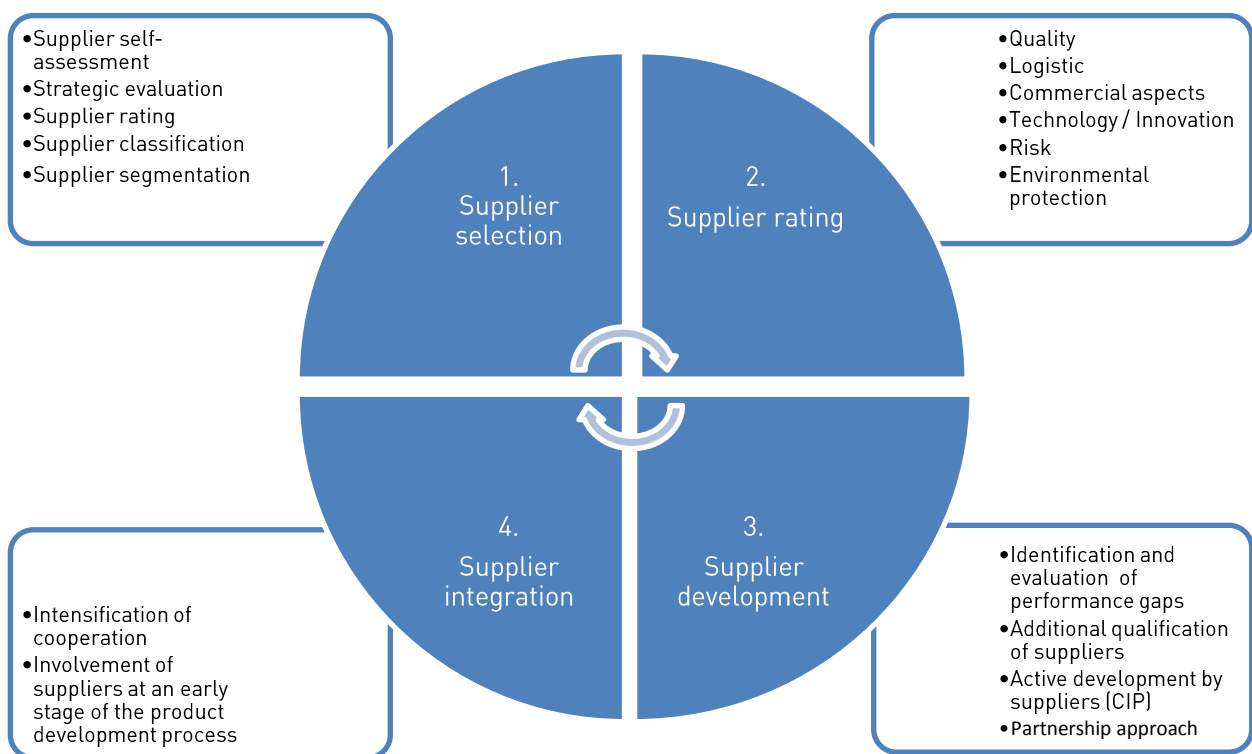 •Supplier self-
assessment
•Strategic evaluation
•Supplier rating
•Supplier classification
•Supplier segmentation
1.
Supplier
selection
2.
Supplier rating
•Quality
•Logistic
•Commercial aspects
•Technology / Innovation
•Risk
•Environmental
protection
3.
Supplier
development
•Identification and
evaluation of
performance gaps
•Additional qualification
of suppliers
•Active development by
suppliers (CIP)
•Partnership approach
4.
Supplier
integration
•Intensification of
cooperation
•Involvement of
suppliers at an early
stage of the product
development process